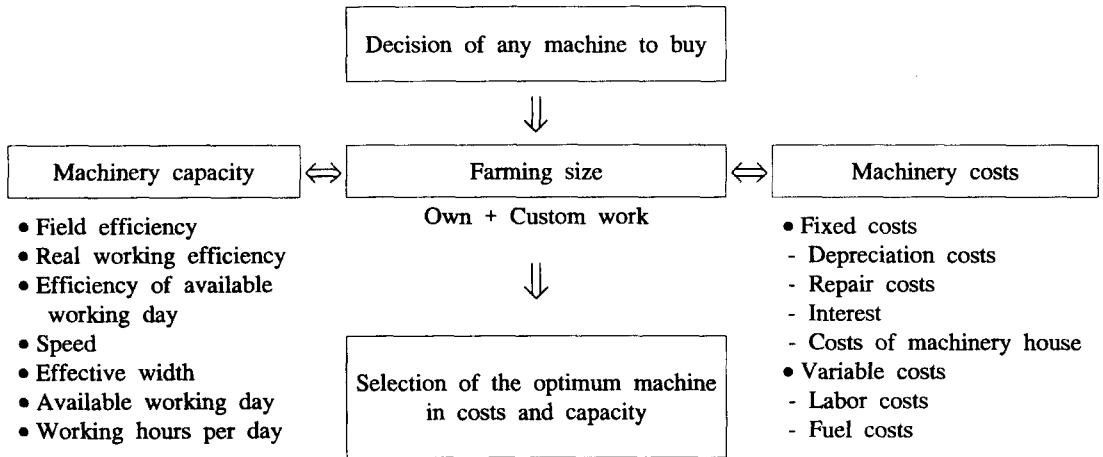 Decision of any machine to buy
⇓
Machinery capacity
⇔
Farming size
⇔
Machinery costs
Own + Custom work
● Field efficiency
● Real working efficiency
● Efficiency of available
working day
● Speed
● Effective width
● Available working day
● Working hours per day
⇓
Selection of the optimum machine
in costs and capacity
● Fixed costs
- Depreciation costs
- Repair costs
- Interest
- Costs of machinery house
● Variable costs
- Labor costs
- Fuel costs